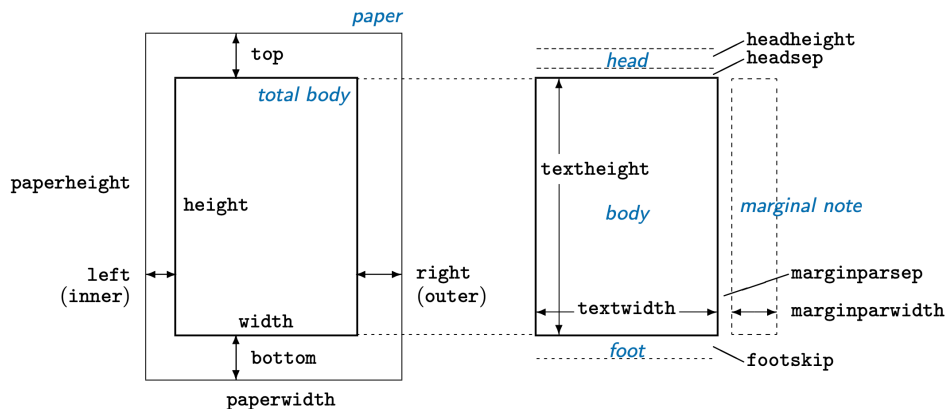 paper
top
total body
paperheight
height
left
(inner)
right
(outer)
width
bottom
paperwidth
headheight
head
headsep
textheight
body
marginal note
marginparsep
textwidth
marginparwidth
foot
footskip